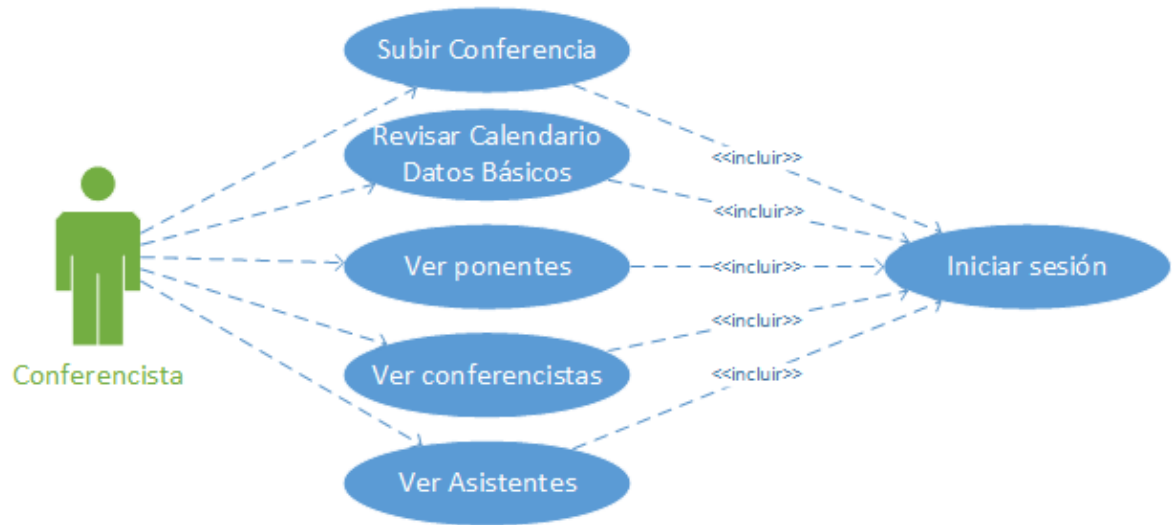 Subir Conferencia
Revisar Calendario
Datos Básicos
<<incluir>>
<<incluir>>
Ver ponentes
<<incluir>>
Iniciar sesión
<<incluir>>
Conferencista
Ver conferencistas
<<incluir>>
Ver Asistentes